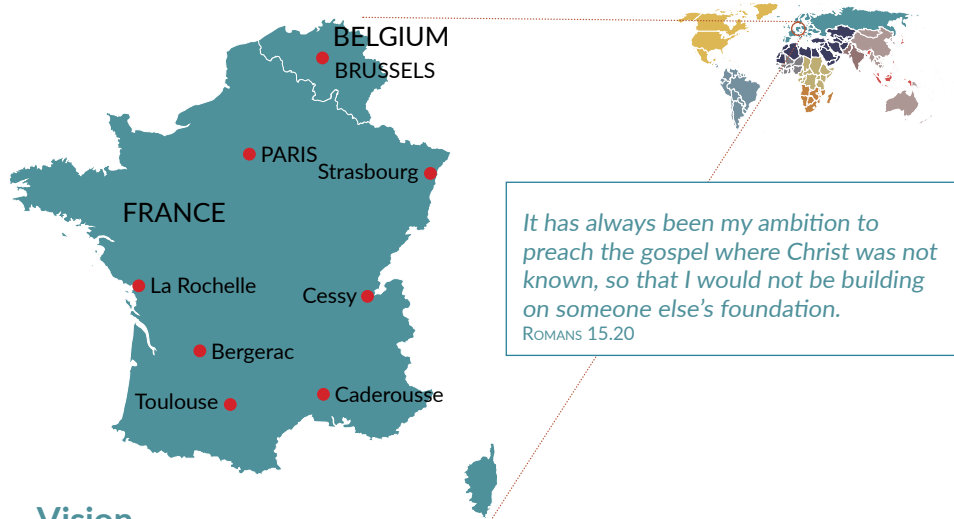 BELGIUM
BRUSSELS
PARIS
Strasbourg
FRANCE
La Rochelle
Cessy
Bergerac
Toulouse
Caderousse
It has always been my ambition to
preach the gospel where Christ was not
known, so that I would not be building
on someone else’s foundation.
Romans 15.20
Vision